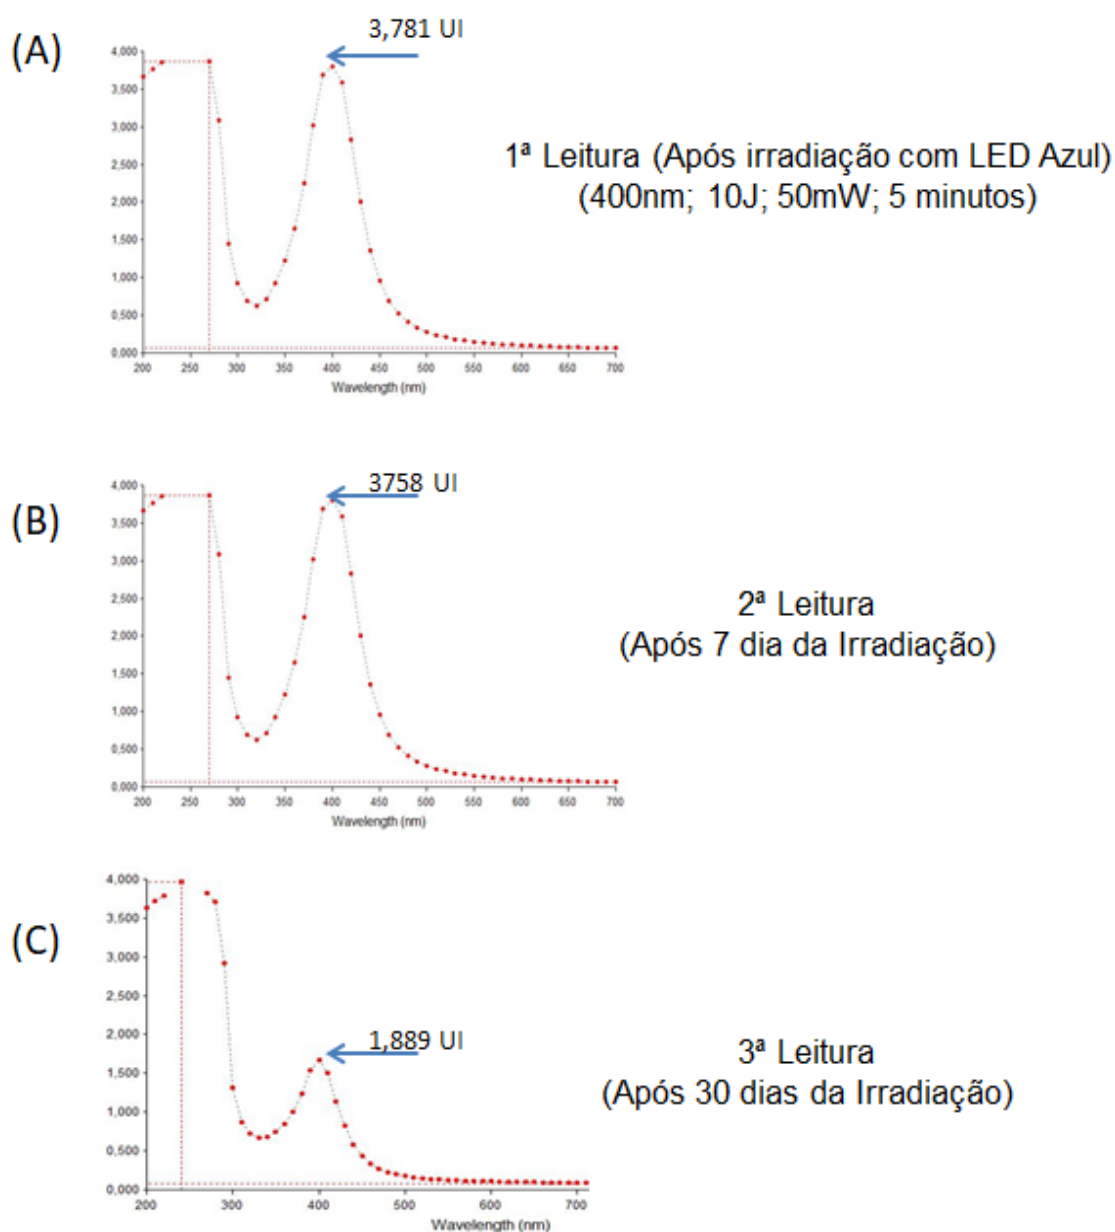 (A)
3,781 UI
4,000
3,500
3,000
2,500
2,000
1,500
1,000
0,500
0,000
200 250 300 350 400 450 500 550 600 650 700
Wavelength (nm)
1ª Leitura (Após irradiação com LED Azul)
(400nm; 10J; 50mW; 5 minutos)
(B)
3758 UI
4,000
3,500
3,000
2,500
2,000
1,500
1,000
0,500
0,000
200 250 300 350 400 450 500 550 600 650 700
Wavelength (nm)
2ª Leitura
(Após 7 dia da Irradiação)
(C)
1,889 UI
4,000
3,500
3,000
2,500
2,000
1,500
1,000
0,500
0,000
200 300 400 500 600 700
Wavelength (nm)
3ª Leitura
(Após 30 dias da Irradiação)